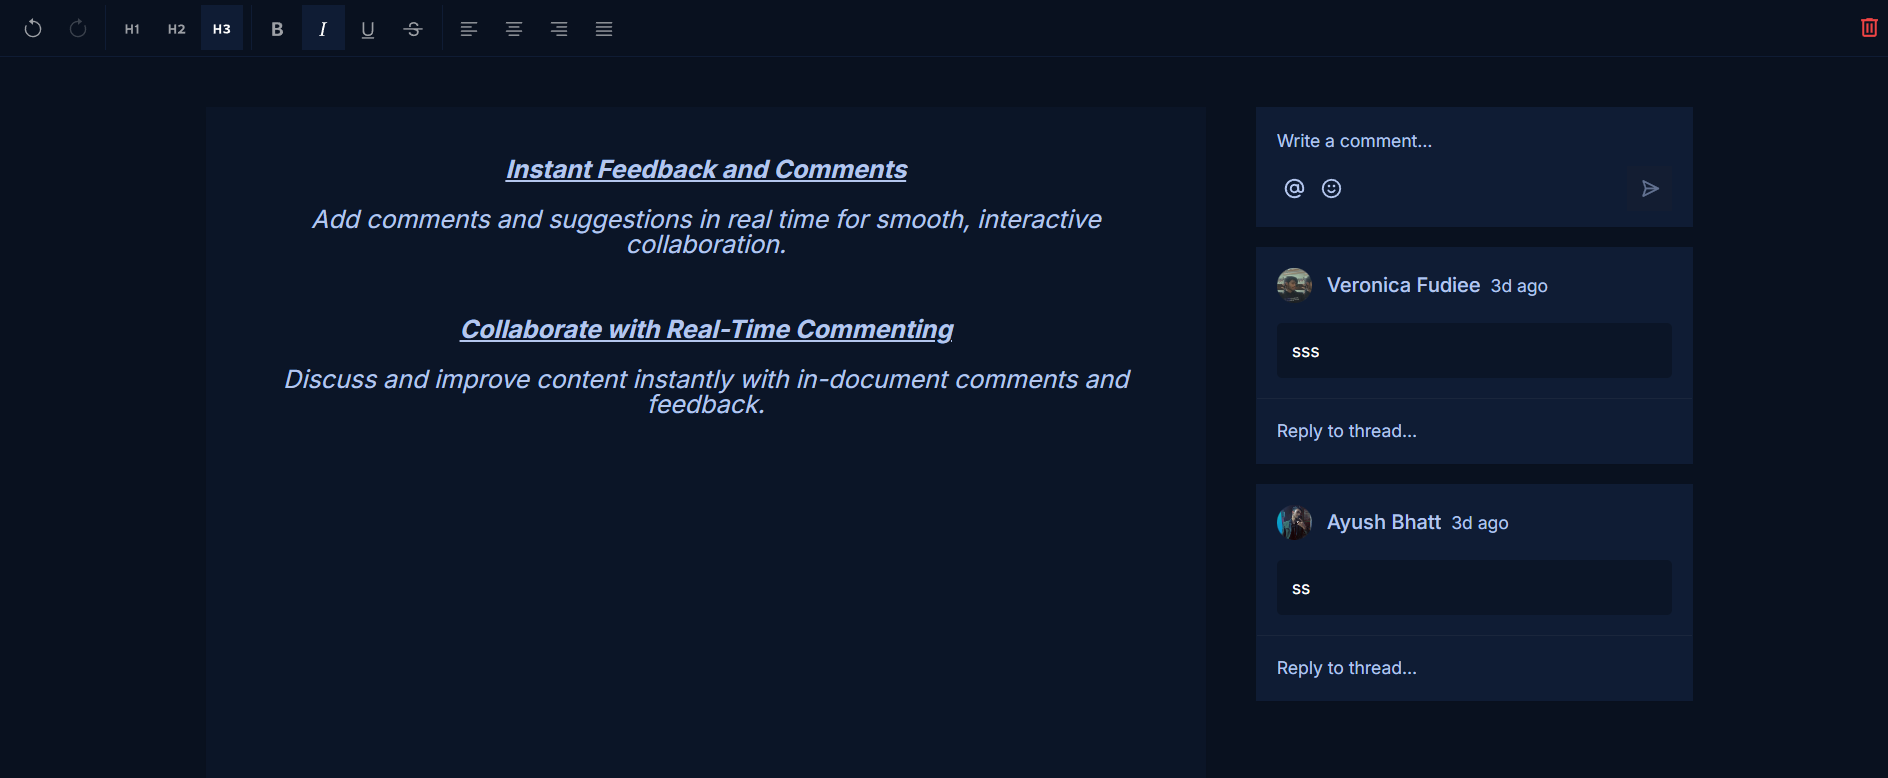 H1 H2 H3 B I U S
Instant Feedback and Comments
Add comments and suggestions in real time for smooth, interactive
collaboration.
Collaborate with Real-Time Commenting
Discuss and improve content instantly with in-document comments and
feedback.
Write a comment...
@
Veronica Fudiee 3d ago
sss
Reply to thread...
Ayush Bhatt 3d ago
ss
Reply to thread...